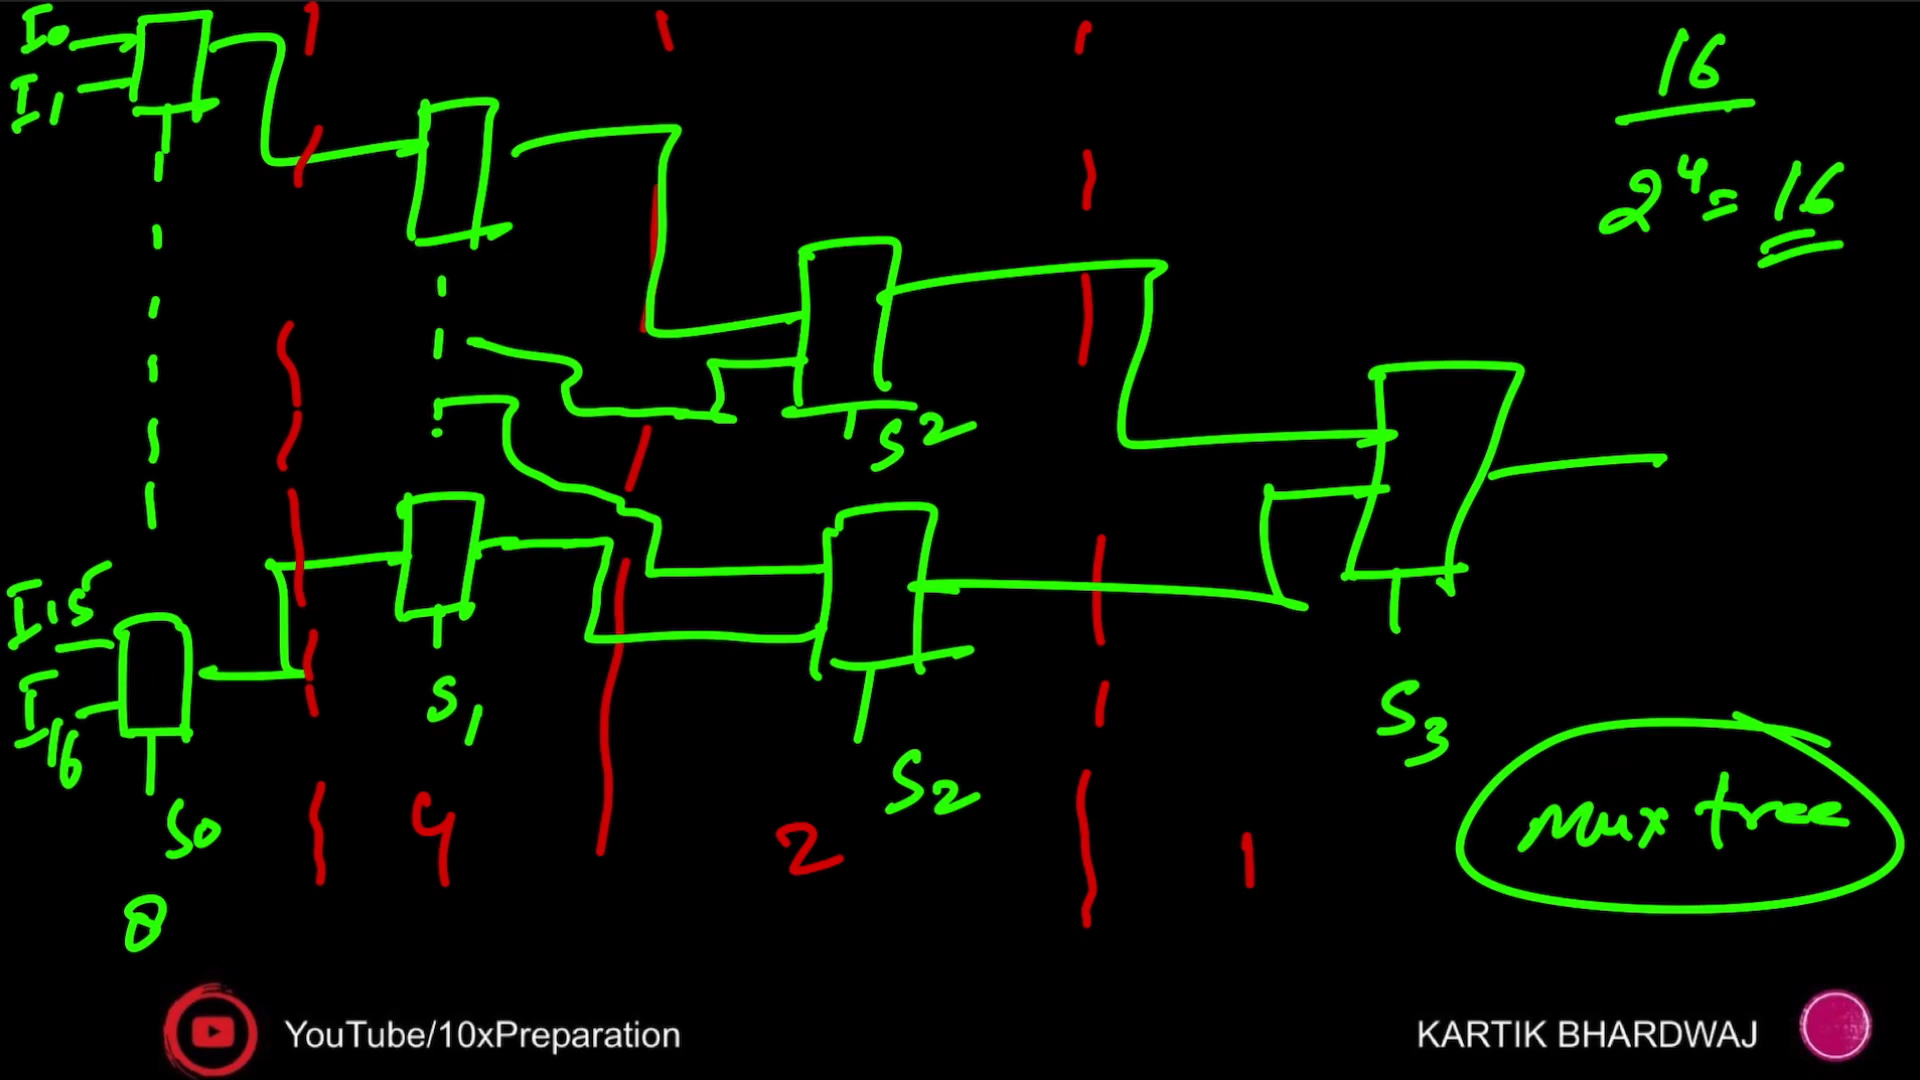 I0
I1
16
2^4 = 16
S2
I15
I16
S0
S1
S2
S3
8
4
2
1
Mux tree
YouTube/10xPreparation
KARTIK BHARDWAJ